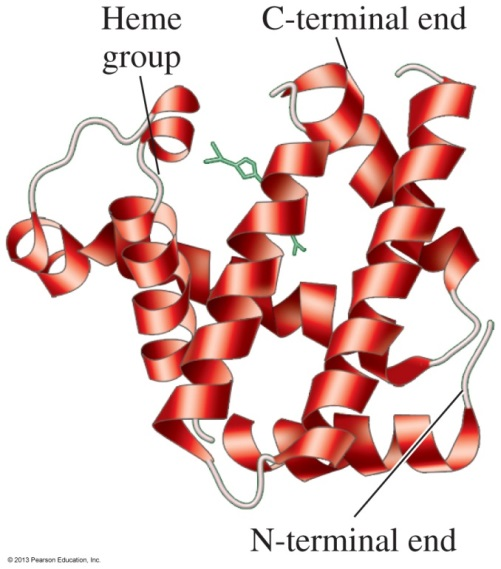 Heme
group
C-terminal end
N-terminal end
© 2013 Pearson Education, Inc.